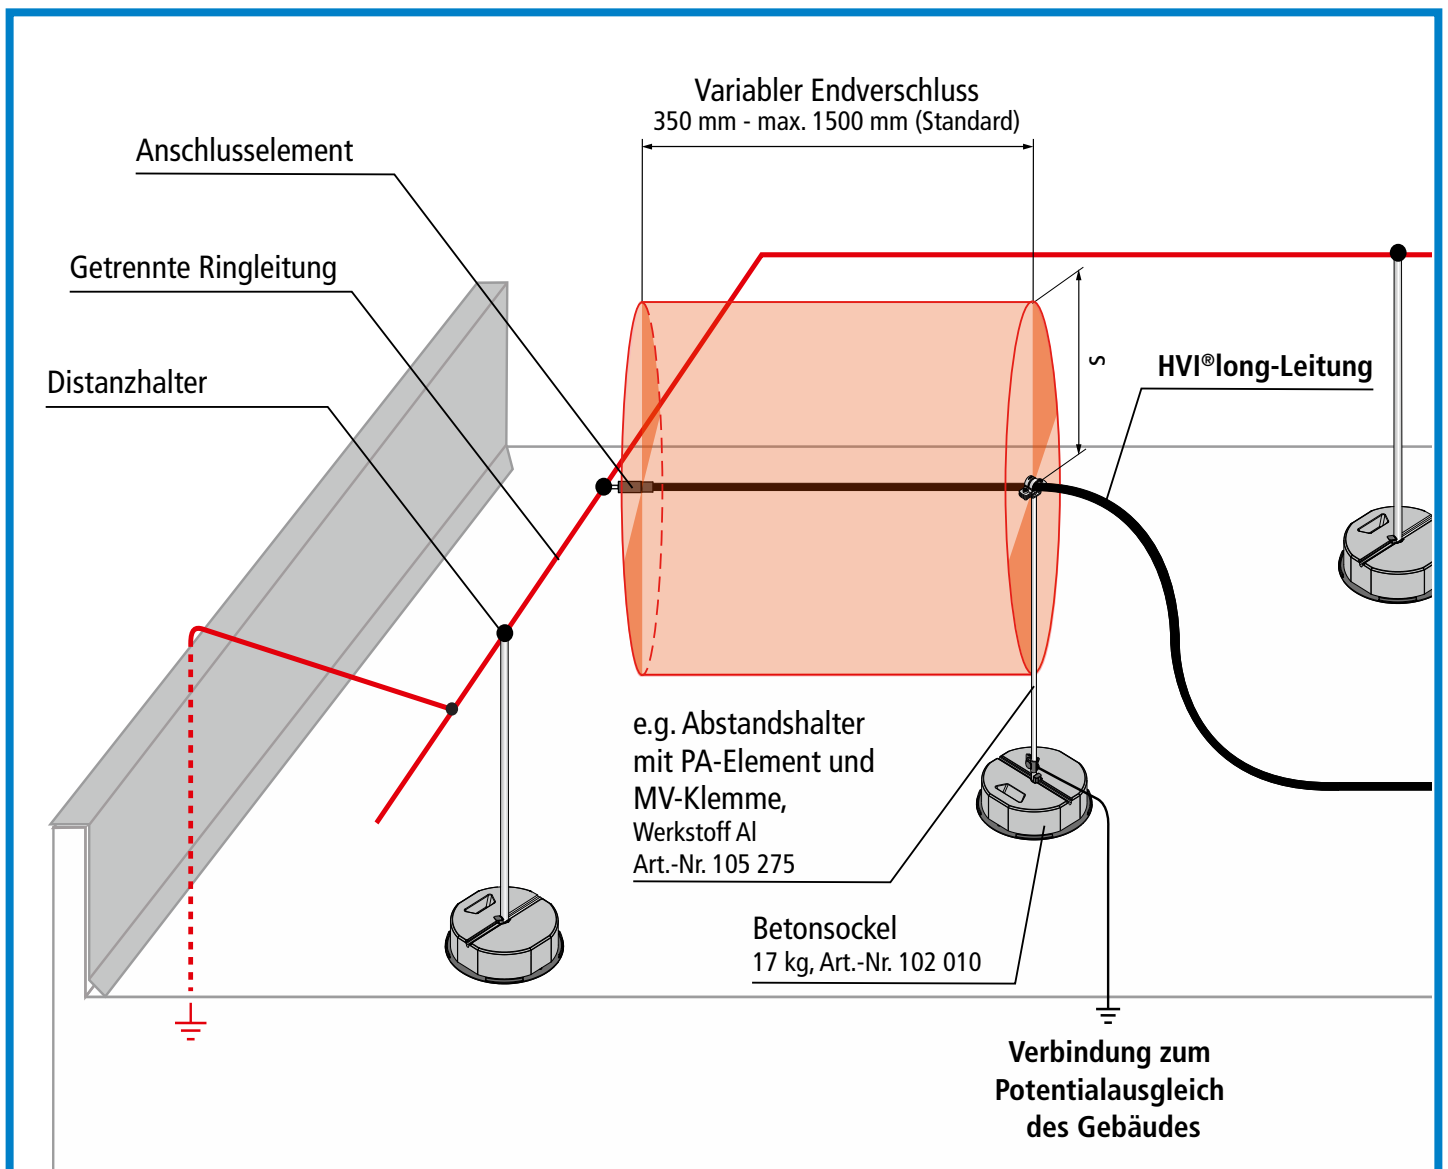 Variabler Endverschluss
350 mm - max. 1500 mm (Standard)
Anschlusselement
Getrennte Ringleitung
Distanzhalter
s
HVI®long-Leitung
e.g. Abstandshalter
mit PA-Element und
MV-Klemme,
Werkstoff Al
Art.-Nr. 105 275
Betonsockel
17 kg, Art.-Nr. 102 010
Verbindung zum
Potentialausgleich
des Gebäudes